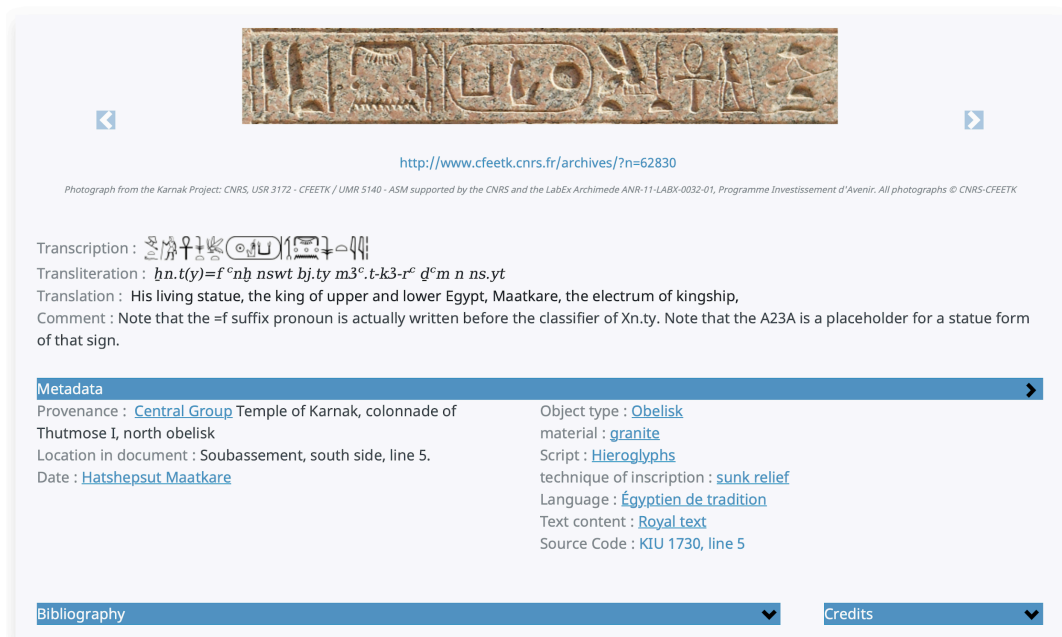 http://www.cfeetk.cnrs.fr/archives/?n=62830
Photograph from the Karnak Project: CNRS, USR 3172 - CFEETK / UMR 5140 - ASM supported by the CNRS and the LabEx Archimede ANR-11-LABX-0032-01, Programme Investissement d'Avenir. All photographs © CNRS-CFEETK
Transcription :
Transliteration : ẖn.t(y)=f ᶜnḫ nswt bj.ty mȝᶜ.t-kȝ-rᶜ ḏᶜm n ns.yt
Translation : His living statue, the king of upper and lower Egypt, Maatkare, the electrum of kingship,
Comment : Note that the =f suffix pronoun is actually written before the classifier of Xn.ty. Note that the A23A is a placeholder for a statue form
of that sign.
Metadata
Provenance : Central Group Temple of Karnak, colonnade of
Thutmose I, north obelisk
Location in document : Soubassement, south side, line 5.
Date : Hatshepsut Maatkare
Object type : Obelisk
material : granite
Script : Hieroglyphs
technique of inscription : sunk relief
Language : Égyptien de tradition
Text content : Royal text
Source Code : KIU 1730, line 5
Bibliography
Credits